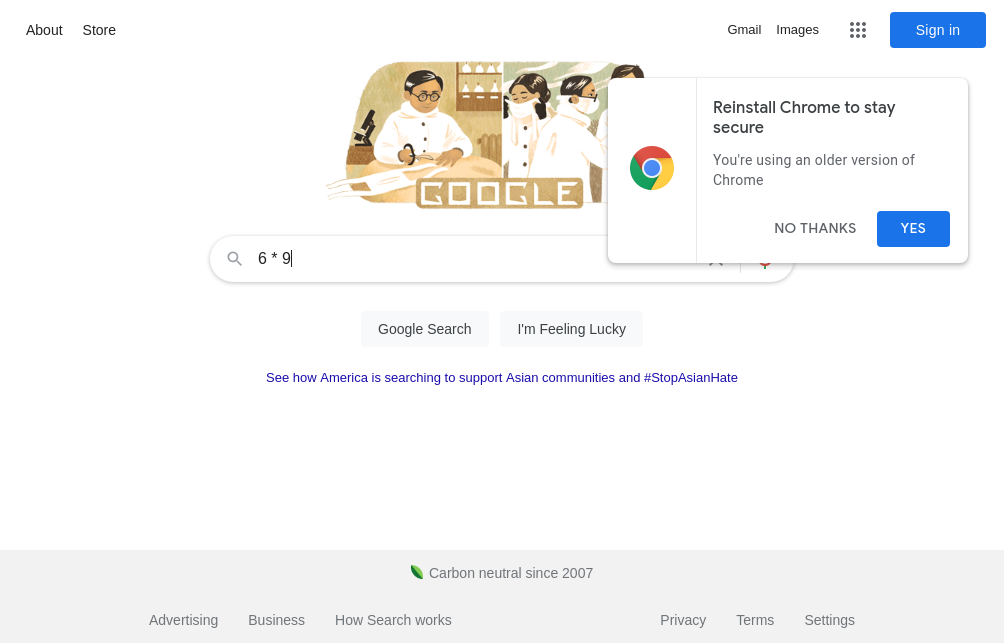 About Store Gmail Images Sign in
GOOGLE
Reinstall Chrome to stay
secure
You're using an older version of
Chrome
NO THANKS YES
6 * 9
Google Search I'm Feeling Lucky
See how America is searching to support Asian communities and #StopAsianHate
Carbon neutral since 2007
Advertising Business How Search works Privacy Terms Settings